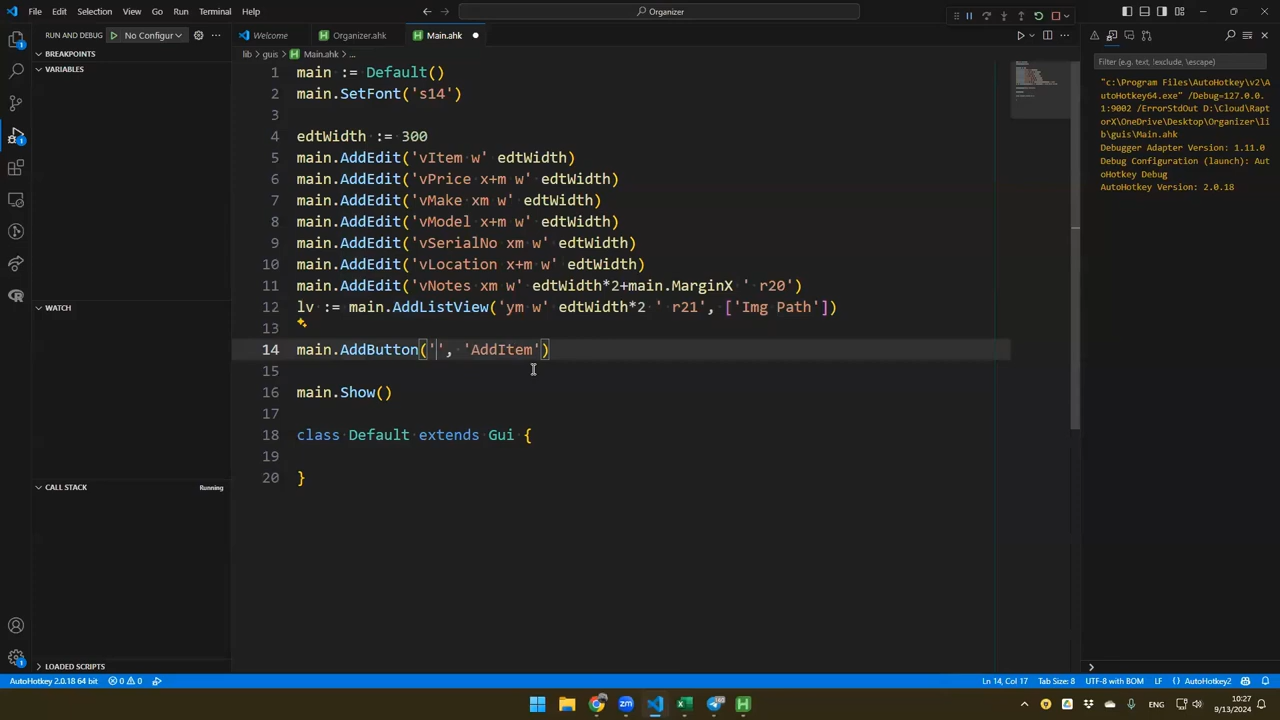 File Edit Selection View Go Run Terminal Help
Organizer
RUN AND DEBUG No Configur
Welcome
Organizer.ahk
Main.ahk
lib > guis > Main.ahk > ...
BREAKPOINTS
VARIABLES
WATCH
CALL STACK
Running
LOADED SCRIPTS
1 main := Default()
2 main.SetFont('s14')
3
4 edtWidth := 300
5 main.AddEdit('vItem w' edtWidth)
6 main.AddEdit('vPrice x+m w' edtWidth)
7 main.AddEdit('vMake xm w' edtWidth)
8 main.AddEdit('vModel x+m w' edtWidth)
9 main.AddEdit('vSerialNo xm w' edtWidth)
10 main.AddEdit('vLocation x+m w' edtWidth)
11 main.AddEdit('vNotes xm w' edtWidth*2+main.MarginX ' r20')
12 lv := main.AddListView('ym w' edtWidth*2 ' r21', ['Img Path'])
13
14 main.AddButton('', 'AddItem')
15
16 main.Show()
17
18 class Default extends Gui {
19
20 }
Filter (e.g. text, !exclude, \escape)
"c:\Program Files\AutoHotkey\v2\A
utoHotkey64.exe" /Debug=127.0.0.
1:9002 /ErrorStdOut D:\Cloud\Rap
torX\OneDrive\Desktop\Organizer\l
ib\guis\Main.ahk
Debugger Adapter Version: 1.11.0
Debug Configuration (launch): Aut
oHotkey Debug
AutoHotkey Version: 2.0.18
AutoHotkey 2.0.18 64 bit 0 0
Ln 14, Col 17 Tab Size: 8 UTF-8 with BOM LF AutoHotkey2
ENG
10:27
9/13/2024